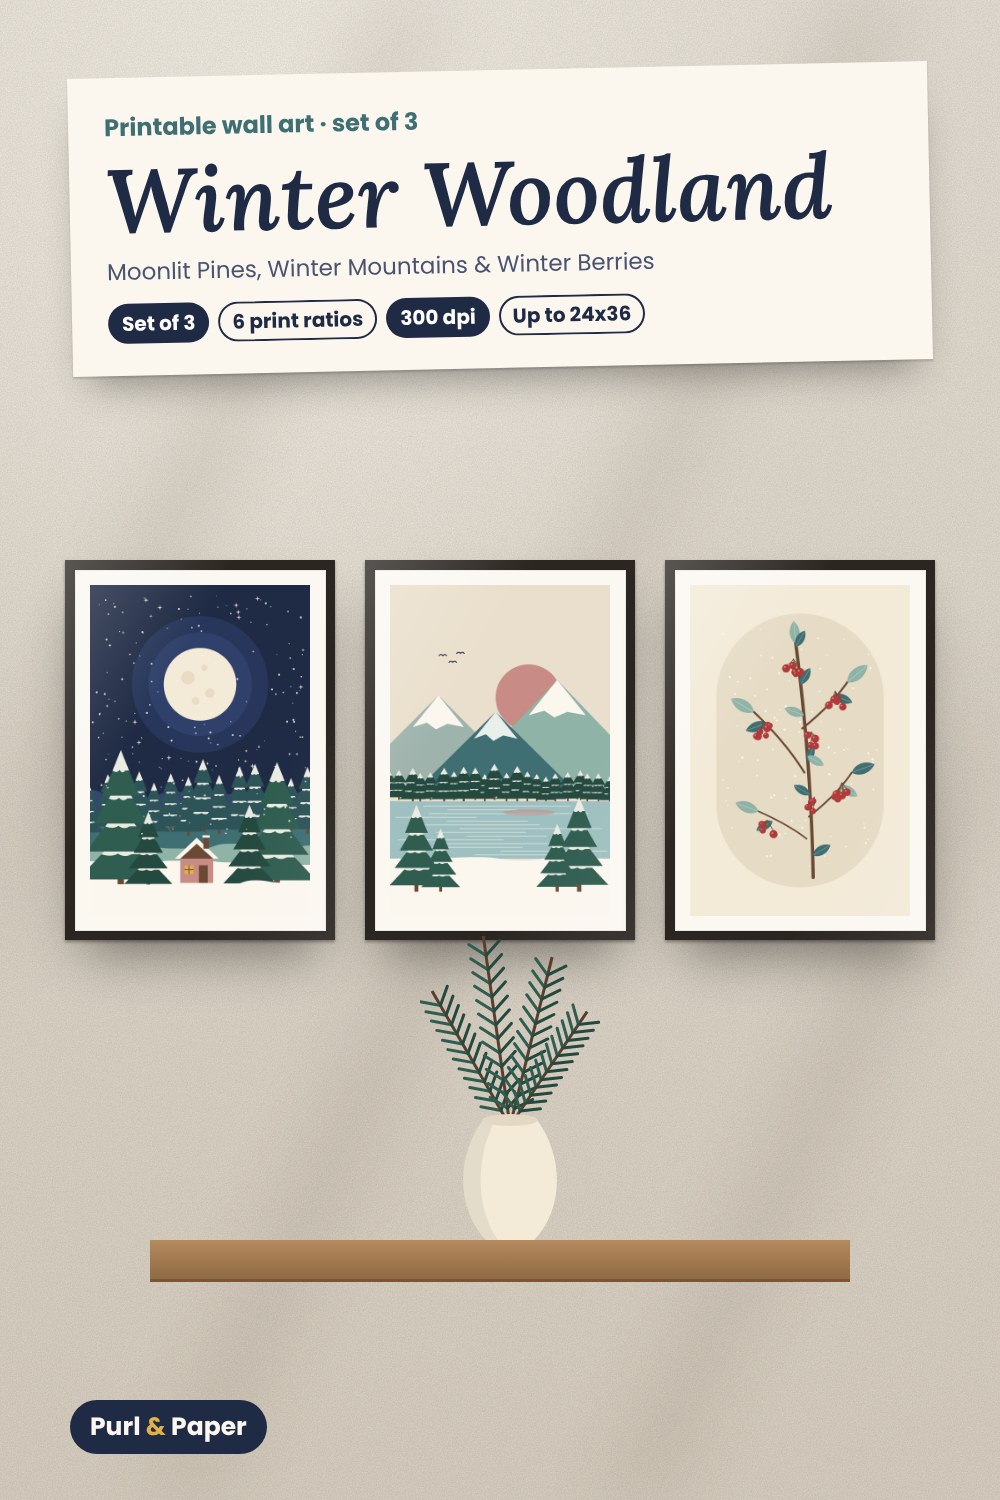 Printable wall art · set of 3
Winter Woodland
Moonlit Pines, Winter Mountains & Winter Berries
Set of 3 6 print ratios 300 dpi Up to 24x36
Purl & Paper